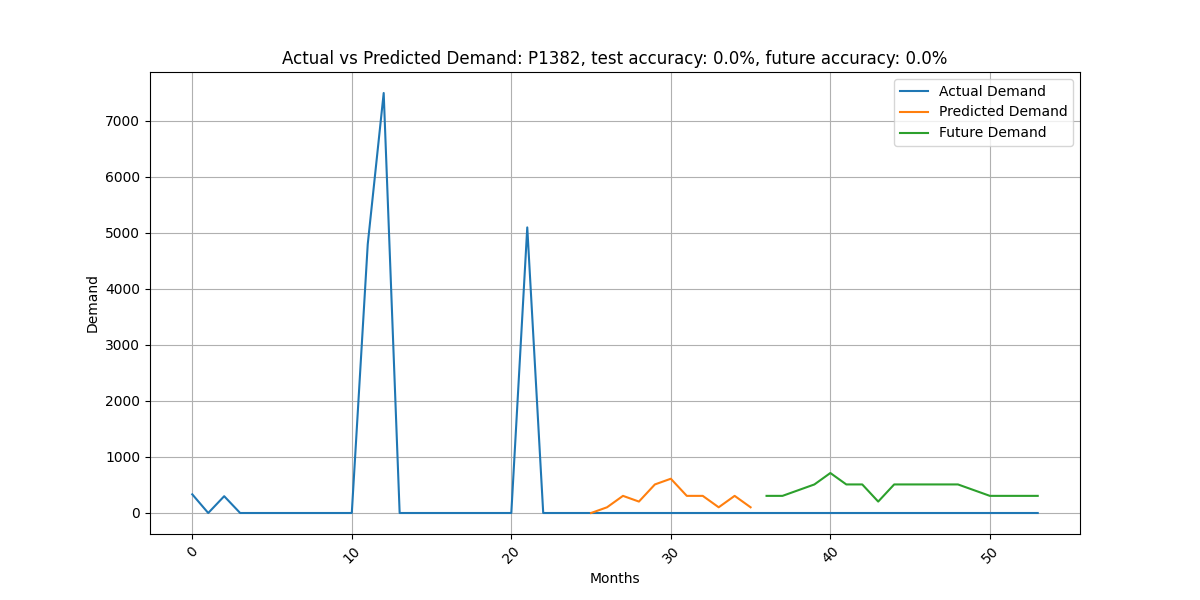 Actual vs Predicted Demand: P1382, test accuracy: 0.0%, future accuracy: 0.0%
Actual Demand
Predicted Demand
Future Demand
7000
6000
5000
4000
3000
2000
1000
0
Demand
0
10
20
30
40
50
Months